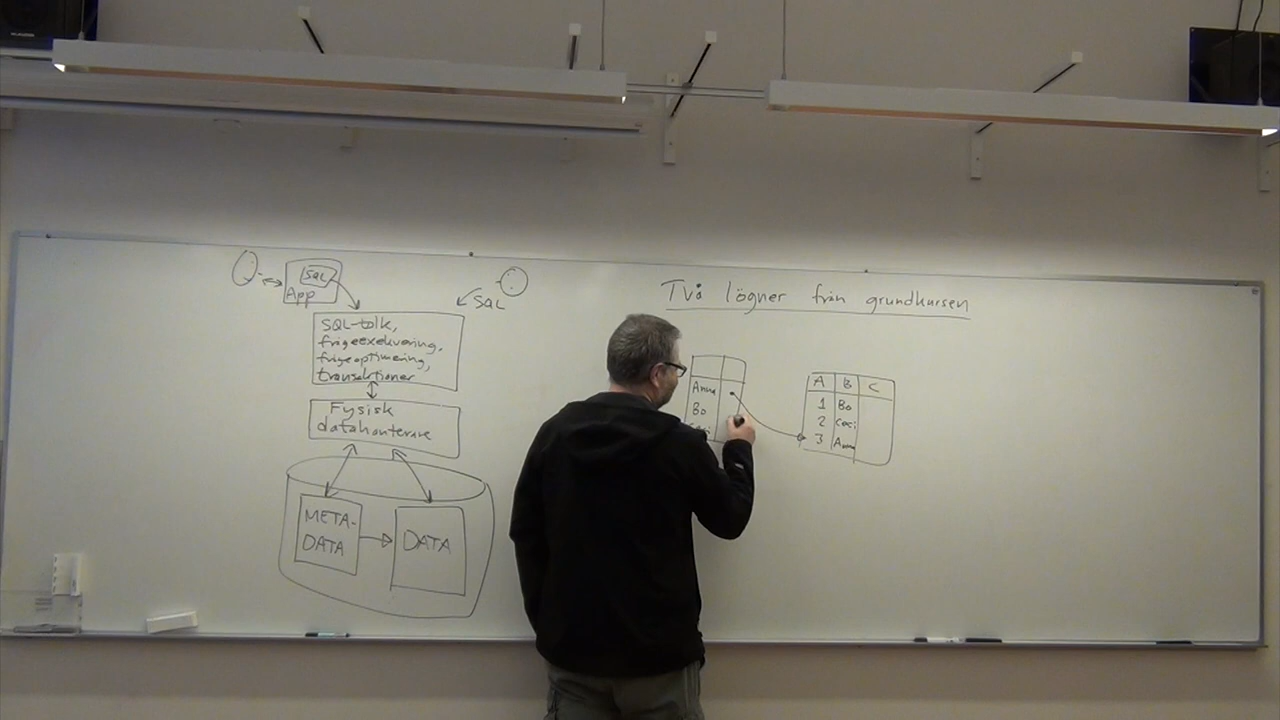 SQL
App
SQL
SQL-tolk,
frågeexekvering,
frågeoptimering,
transaktioner
Fysisk
datahanterare
META-
DATA
DATA
Två lögner från grundkursen
Anna
Bo
A B C
1 Bo
2 Ceci
3 Anna